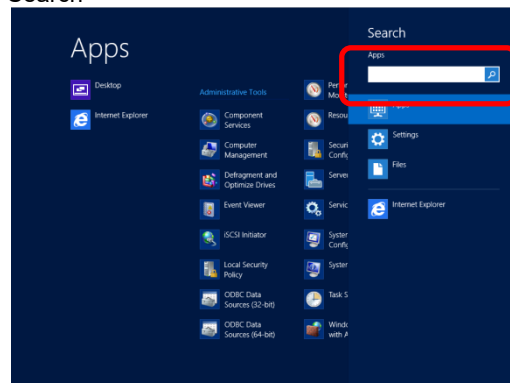 Search
Apps
Desktop
Internet Explorer
Administrative Tools
Component
Services
Computer
Management
Defragment and
Optimize Drives
Event Viewer
iSCSI Initiator
Local Security
Policy
ODBC Data
Sources (32-bit)
ODBC Data
Sources (64-bit)
Search
Apps
Apps
Settings
Files
Internet Explorer